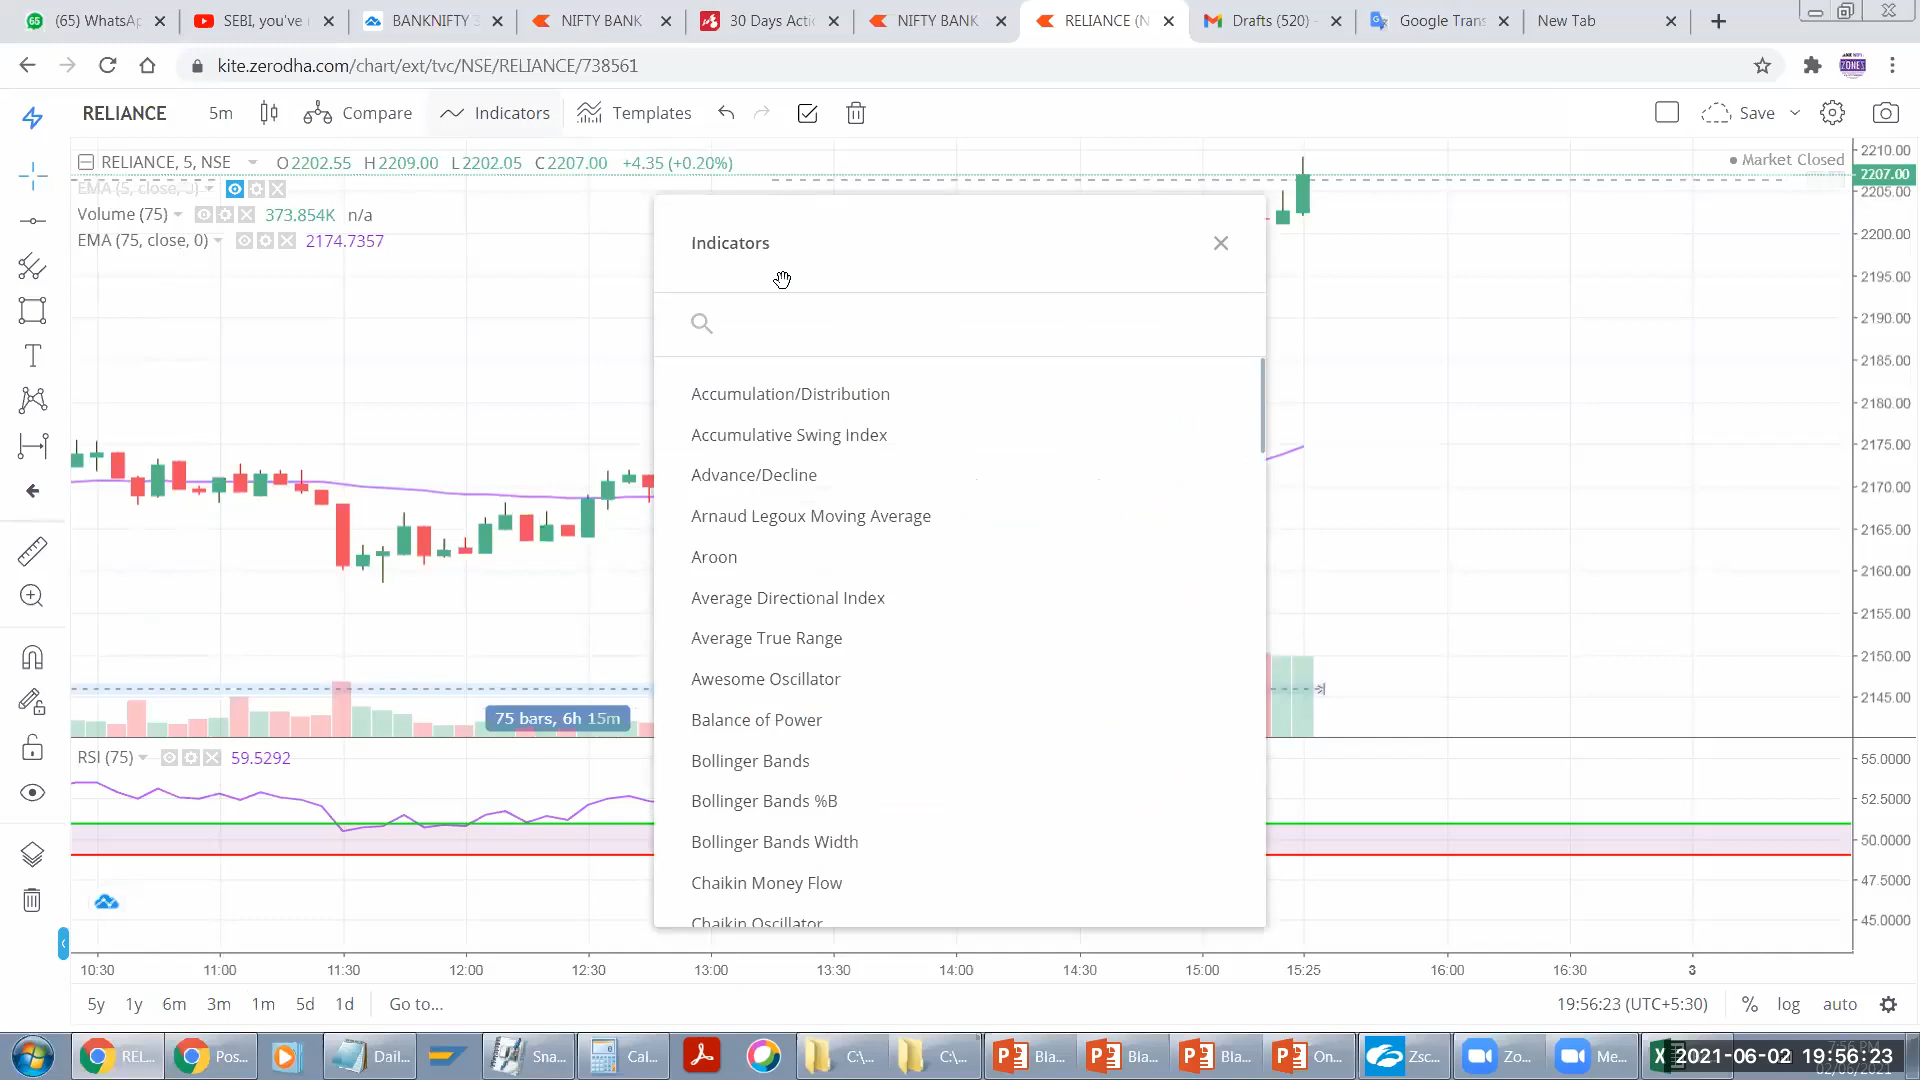 (65) WhatsAp
SEBI, you've
BANKNIFTY 3
NIFTY BANK
30 Days Acti
NIFTY BANK
RELIANCE (N
Drafts (520) -
Google Trans
New Tab
kite.zerodha.com/chart/ext/tvc/NSE/RELIANCE/738561
ZONES
RELIANCE 5m Compare Indicators Templates Save
RELIANCE, 5, NSE O2202.55 H2209.00 L2202.05 C2207.00 +4.35 (+0.20%)
Market Closed
EMA (5, close, 0)
Volume (75) 373.854K n/a
EMA (75, close, 0) 2174.7357
2210.00
2207.00
2205.00
2200.00
2195.00
2190.00
2185.00
2180.00
2175.00
2170.00
2165.00
2160.00
2155.00
2150.00
2145.00
Indicators
Accumulation/Distribution
Accumulative Swing Index
Advance/Decline
Arnaud Legoux Moving Average
Aroon
Average Directional Index
Average True Range
Awesome Oscillator
Balance of Power
Bollinger Bands
Bollinger Bands %B
Bollinger Bands Width
Chaikin Money Flow
Chaikin Oscillator
75 bars, 6h 15m
RSI (75) 59.5292
55.0000
52.5000
50.0000
47.5000
45.0000
10:30 11:00 11:30 12:00 12:30 13:00 13:30 14:00 14:30 15:00 15:25 16:00 16:30 3
5y 1y 6m 3m 1m 5d 1d Go to... 19:56:23 (UTC+5:30) % log auto
REL... Pos... Dail... Sna... Cal... C:\... C:\... Bla... Bla... Bla... On... Zsc... Zo... Me...
2021-06-02 19:56:23
02/06/2021